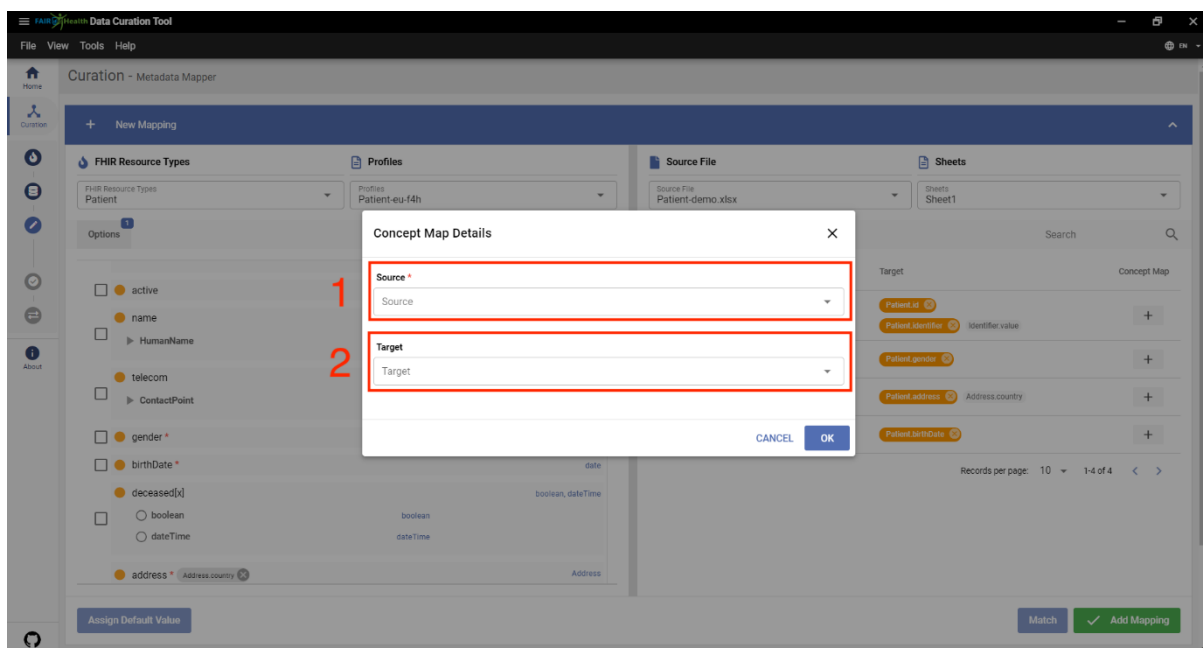 FAIR4Health Data Curation Tool
File View Tools Help
EN
Home
Curation - Metadata Mapper
Curation
+ New Mapping
FHIR Resource Types
Profiles
Source File
Sheets
FHIR Resource Types
Patient
Profiles
Patient-eu-f4h
Source File
Patient-demo.xlsx
Sheets
Sheet1
Options
1
Search
Concept Map Details
Target
Concept Map
1
Source *
Source
active
Patient.id
name
Patient.identifier
Identifier.value
HumanName
2
Target
Target
Patient.gender
About
telecom
ContactPoint
Patient.address
Address.country
gender *
CANCEL
OK
Patient.birthDate
birthDate *
date
Records per page: 10 1-4 of 4
deceased[x]
boolean, dateTime
boolean
boolean
dateTime
dateTime
address *
Address.country
Address
Assign Default Value
Match
Add Mapping